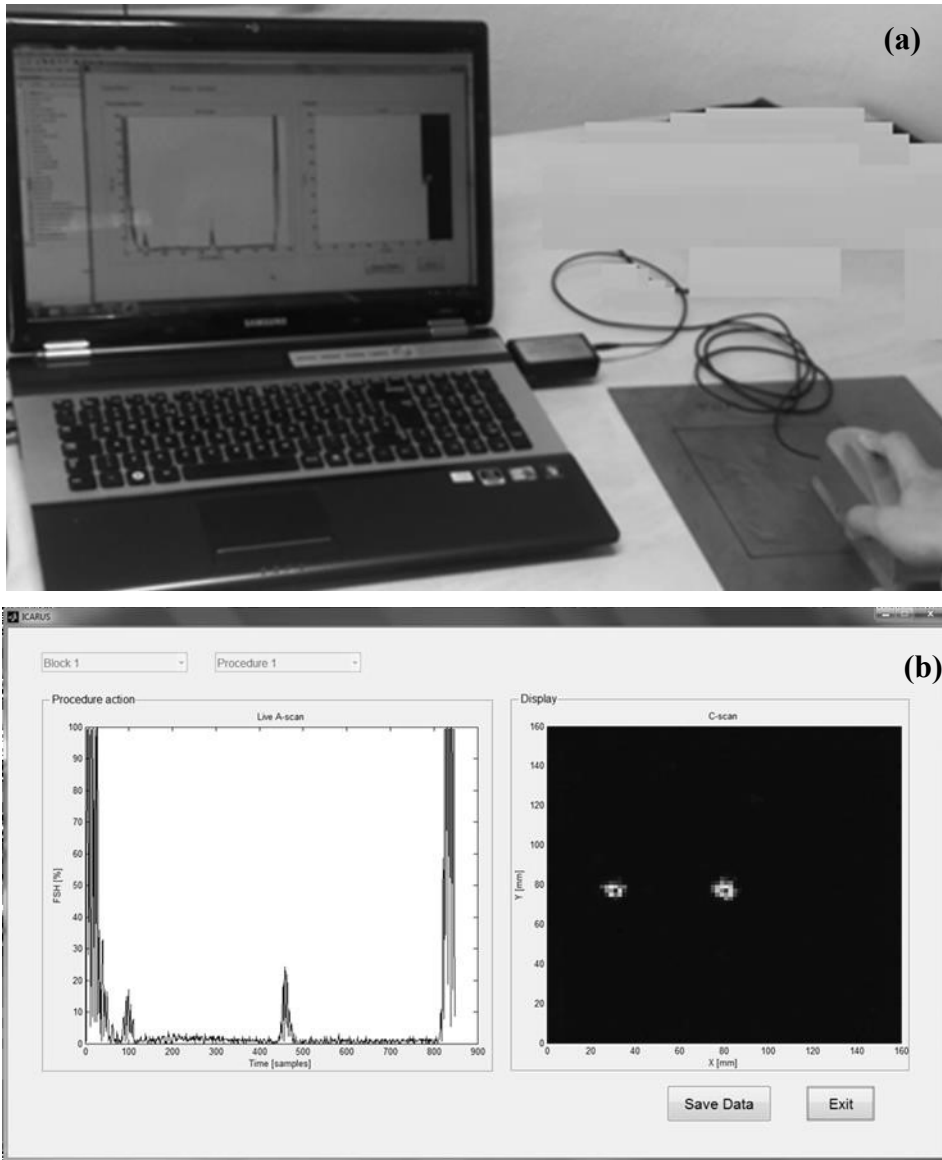 (a)
ICARUS
(b)
Block 1
Procedure 1
Procedure action
Live A-scan
100
90
80
70
60
50
40
30
20
10
0
FSH [%]
0 100 200 300 400 500 600 700 800 900
Time [samples]
Display
C-scan
160
140
120
100
80
60
40
20
0
Y [mm]
0 20 40 60 80 100 120 140 160
X [mm]
Save Data
Exit